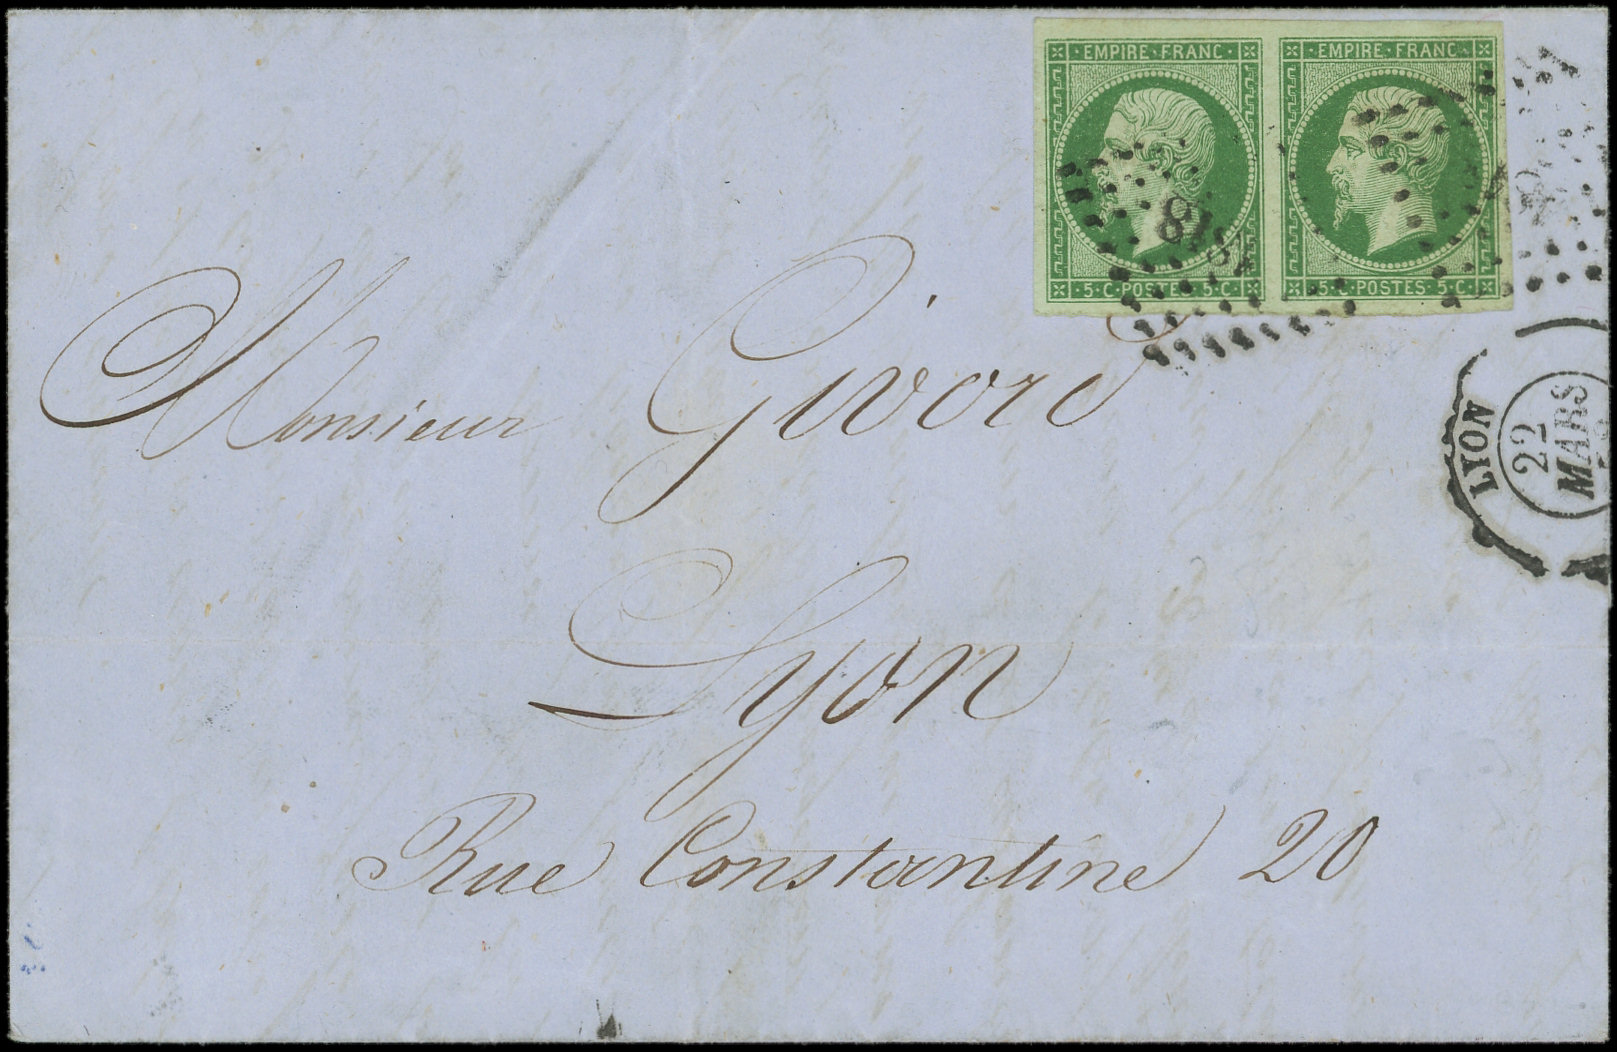 EMPIRE·FRANC· EMPIRE·FRANC·
5·C·POSTES·5·C· 5·C·POSTES·5·C·
1818
LYON
22
MARS
Monsieur Givord
Lyon
Rue Constantine 20